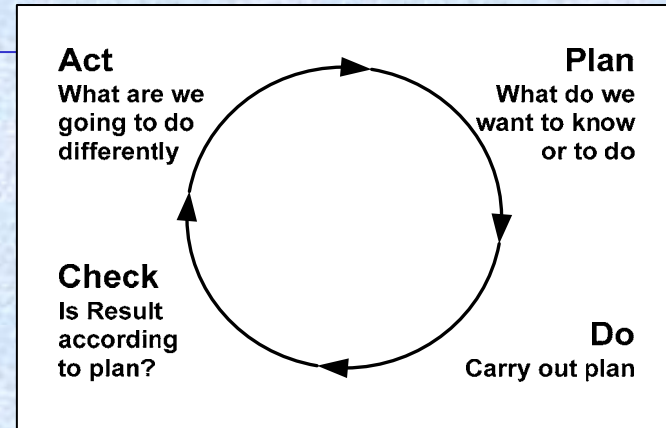 Act
What are we
going to do
differently
Plan
What do we
want to know
or to do
Check
Is Result
according
to plan?
Do
Carry out plan